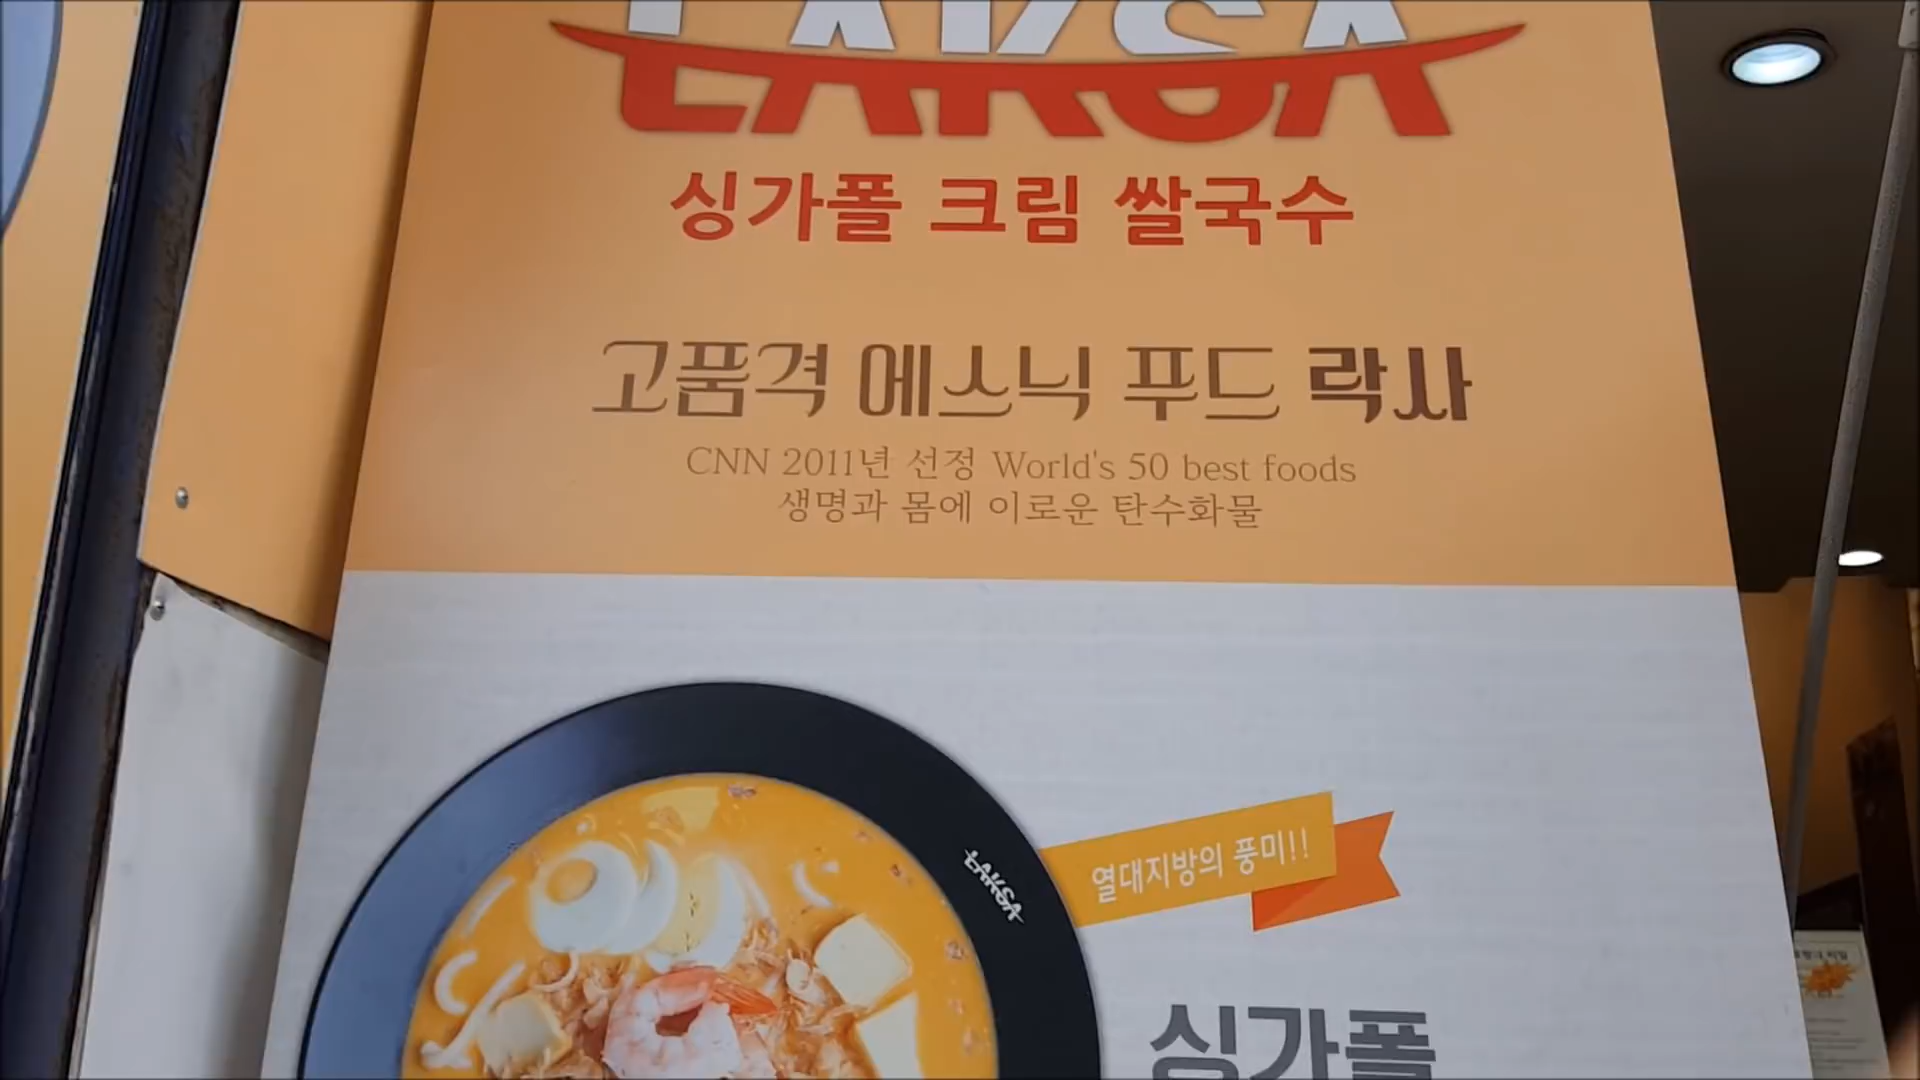 LAKSA
싱가폴 크림 쌀국수
고품격 에스닉 푸드 락사
CNN 2011년 선정 World's 50 best foods
생명과 몸에 이로운 탄수화물
LAKSA
열대지방의 풍미!!
싱가폴